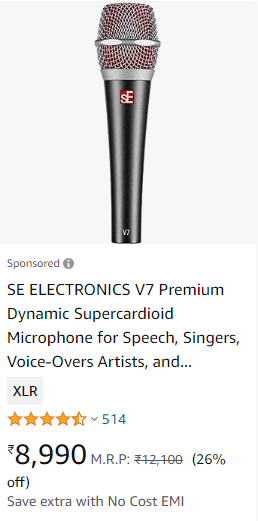 sE
V7
Sponsored
SE ELECTRONICS V7 Premium
Dynamic Supercardioid
Microphone for Speech, Singers,
Voice-Overs Artists, and...
XLR
514
₹8,990 M.R.P: ₹12,100 (26%
off)
Save extra with No Cost EMI